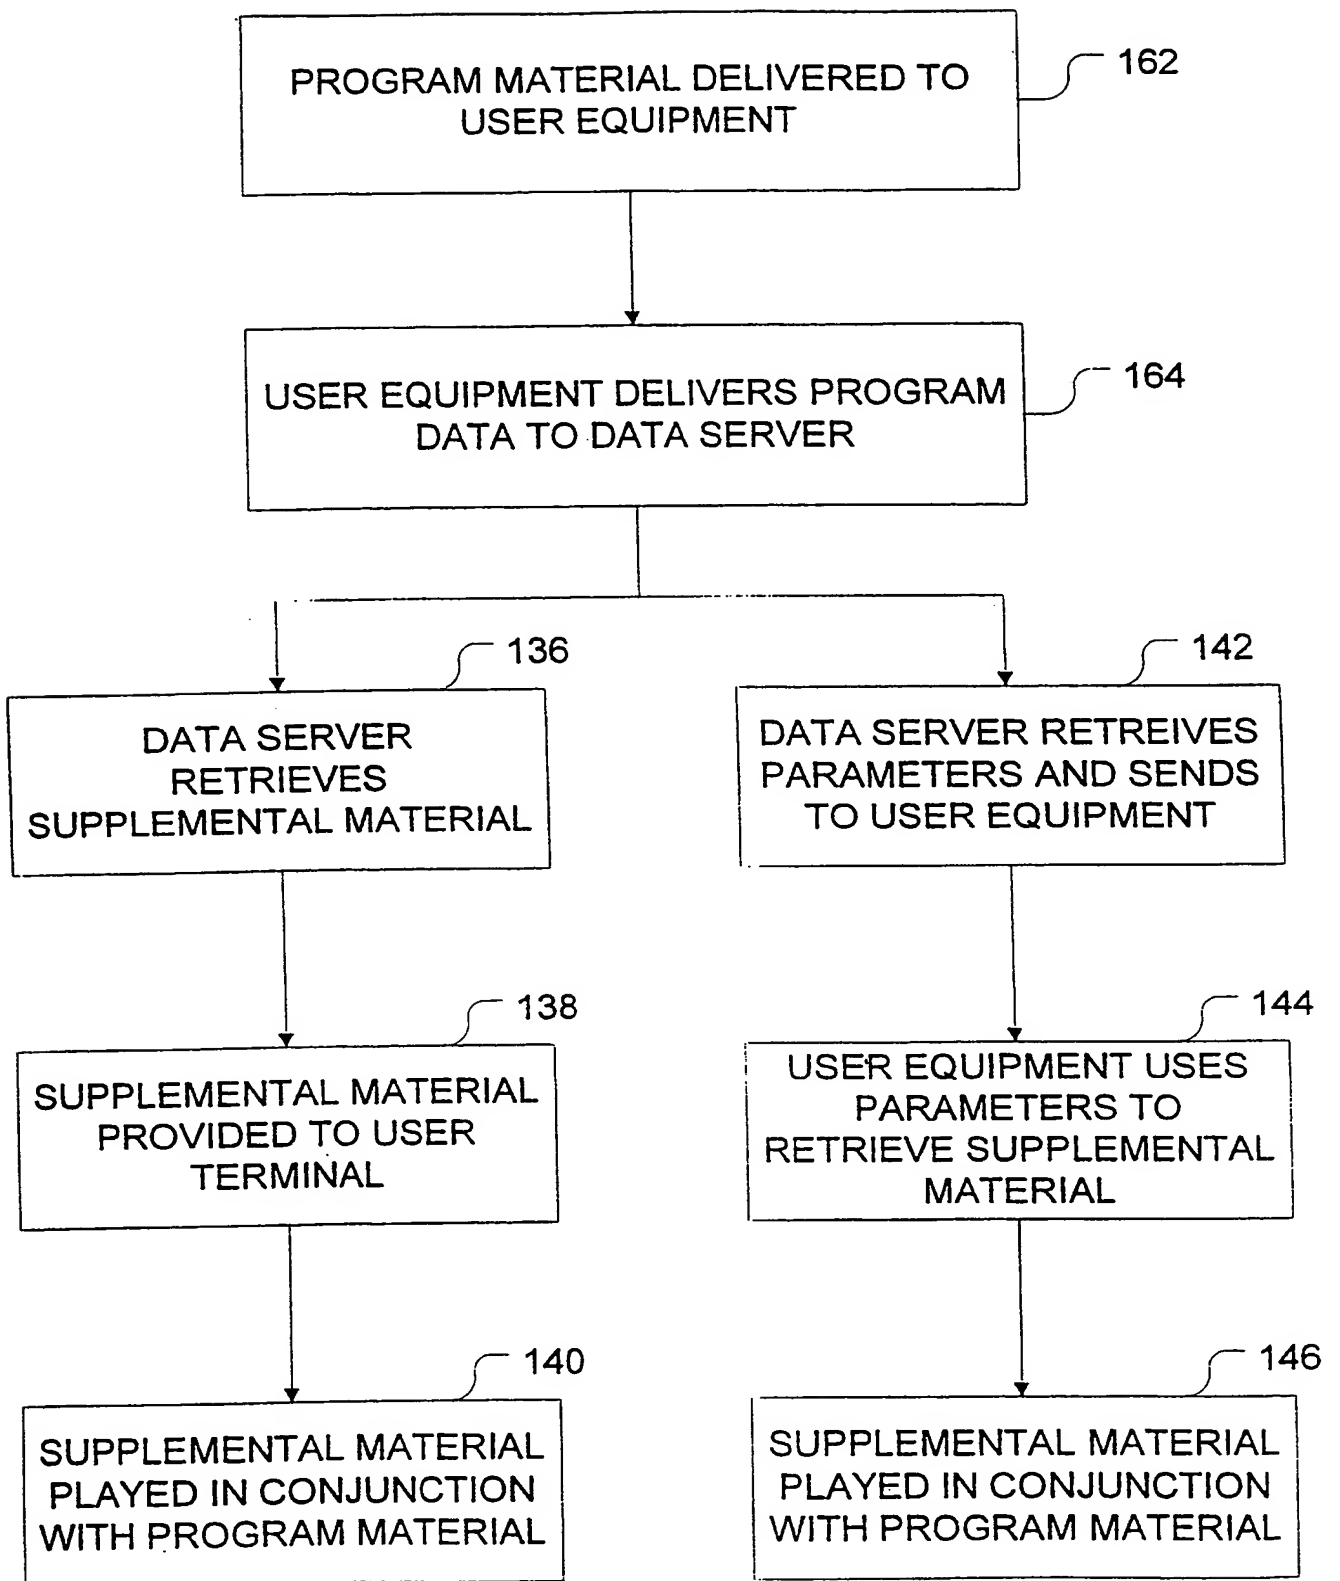 PROGRAM MATERIAL DELIVERED TO
USER EQUIPMENT
162
USER EQUIPMENT DELIVERS PROGRAM
DATA TO DATA SERVER
164
136
DATA SERVER
RETRIEVES
SUPPLEMENTAL MATERIAL
142
DATA SERVER RETREIVES
PARAMETERS AND SENDS
TO USER EQUIPMENT
138
SUPPLEMENTAL MATERIAL
PROVIDED TO USER
TERMINAL
144
USER EQUIPMENT USES
PARAMETERS TO
RETRIEVE SUPPLEMENTAL
MATERIAL
140
SUPPLEMENTAL MATERIAL
PLAYED IN CONJUNCTION
WITH PROGRAM MATERIAL
146
SUPPLEMENTAL MATERIAL
PLAYED IN CONJUNCTION
WITH PROGRAM MATERIAL